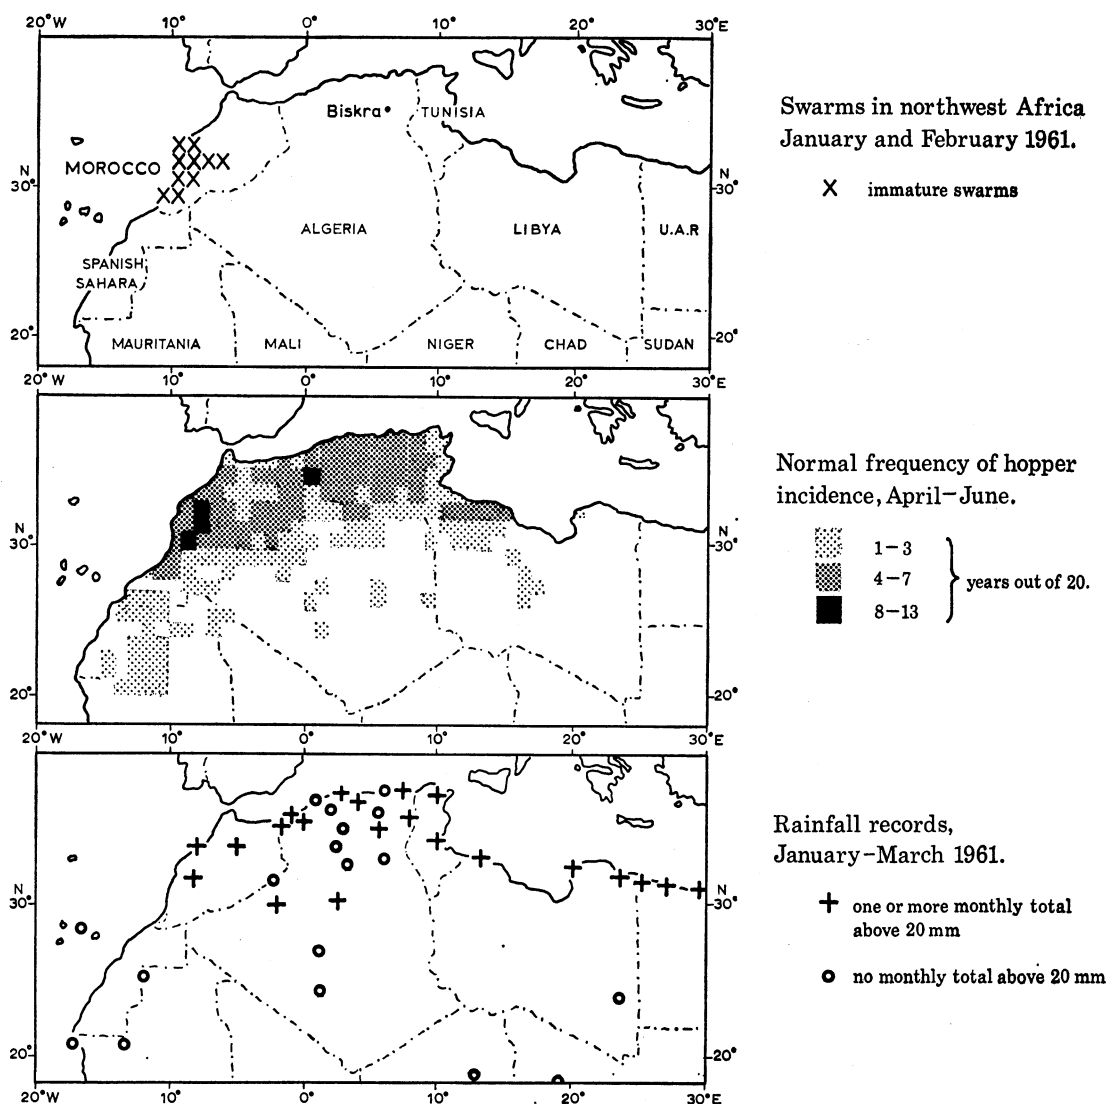 20°W 10° 0° 10° 20° 30°E
Biskra
TUNISIA
MOROCCO
N
30°
N
30°
ALGERIA
LIBYA
U.A.R
SPANISH
SAHARA
20°
20°
MAURITANIA
MALI
NIGER
CHAD
SUDAN
Swarms in northwest Africa
January and February 1961.
X immature swarms
20°W 10° 0° 10° 20° 30°E
N
30°
N
30°
20°
20°
Normal frequency of hopper
incidence, April-June.
1-3
4-7
8-13
years out of 20.
20°W 10° 0° 10° 20° 30°E
N
30°
N
30°
20°
20°
20°W 10° 0° 10° 20° 30°E
Rainfall records,
January-March 1961.
+ one or more monthly total
above 20 mm
o no monthly total above 20 mm